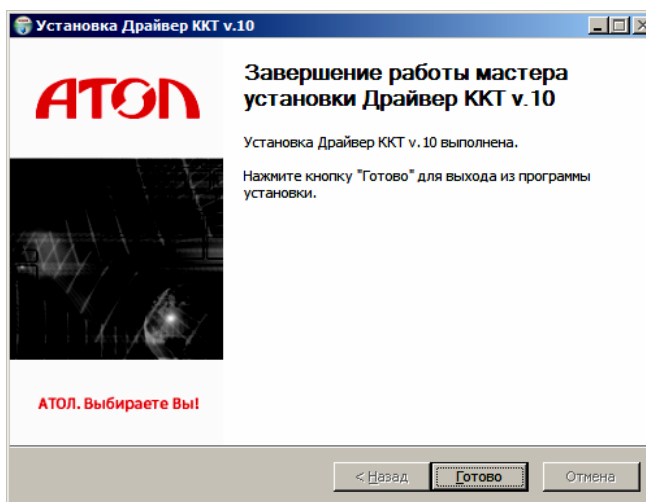 Установка Драйвер ККТ v.10
АТОЛ
Завершение работы мастера
установки Драйвер ККТ v.10
Установка Драйвер ККТ v.10 выполнена.
Нажмите кнопку "Готово" для выхода из программы
установки.
АТОЛ. Выбираете Вы!
< Назад
Готово
Отмена